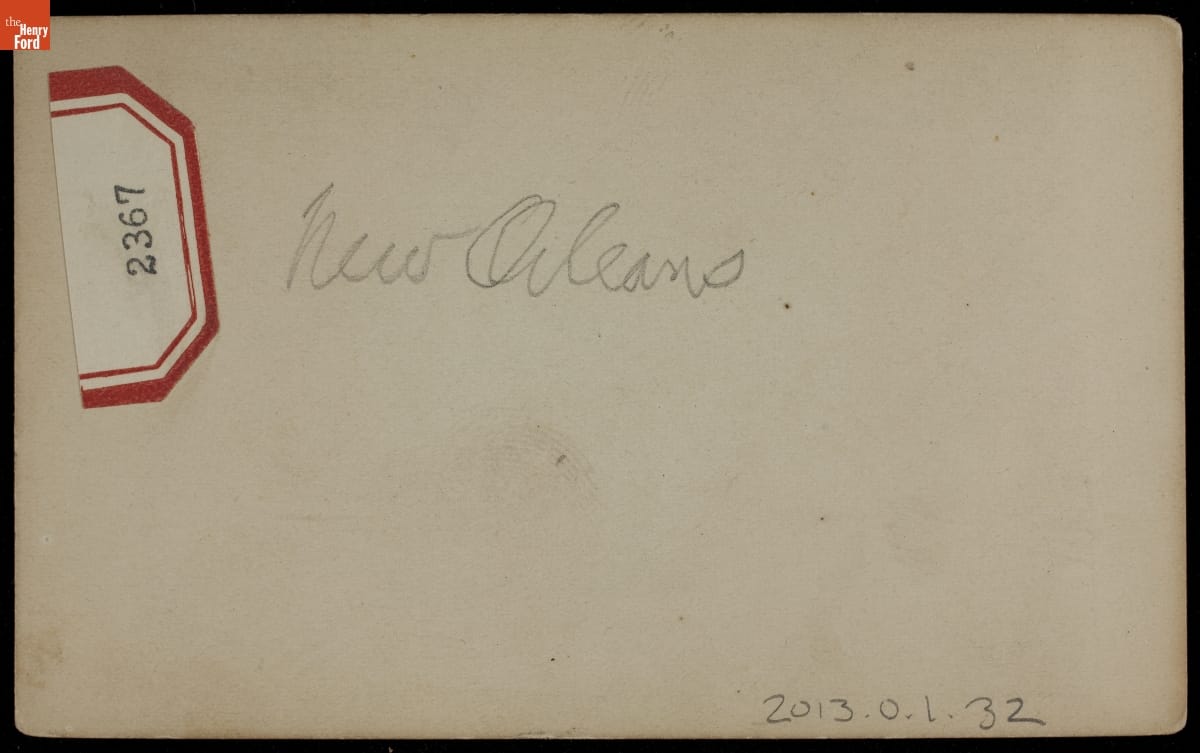 the
Henry
Ford
2367
New Orleans
2013.0.1.32